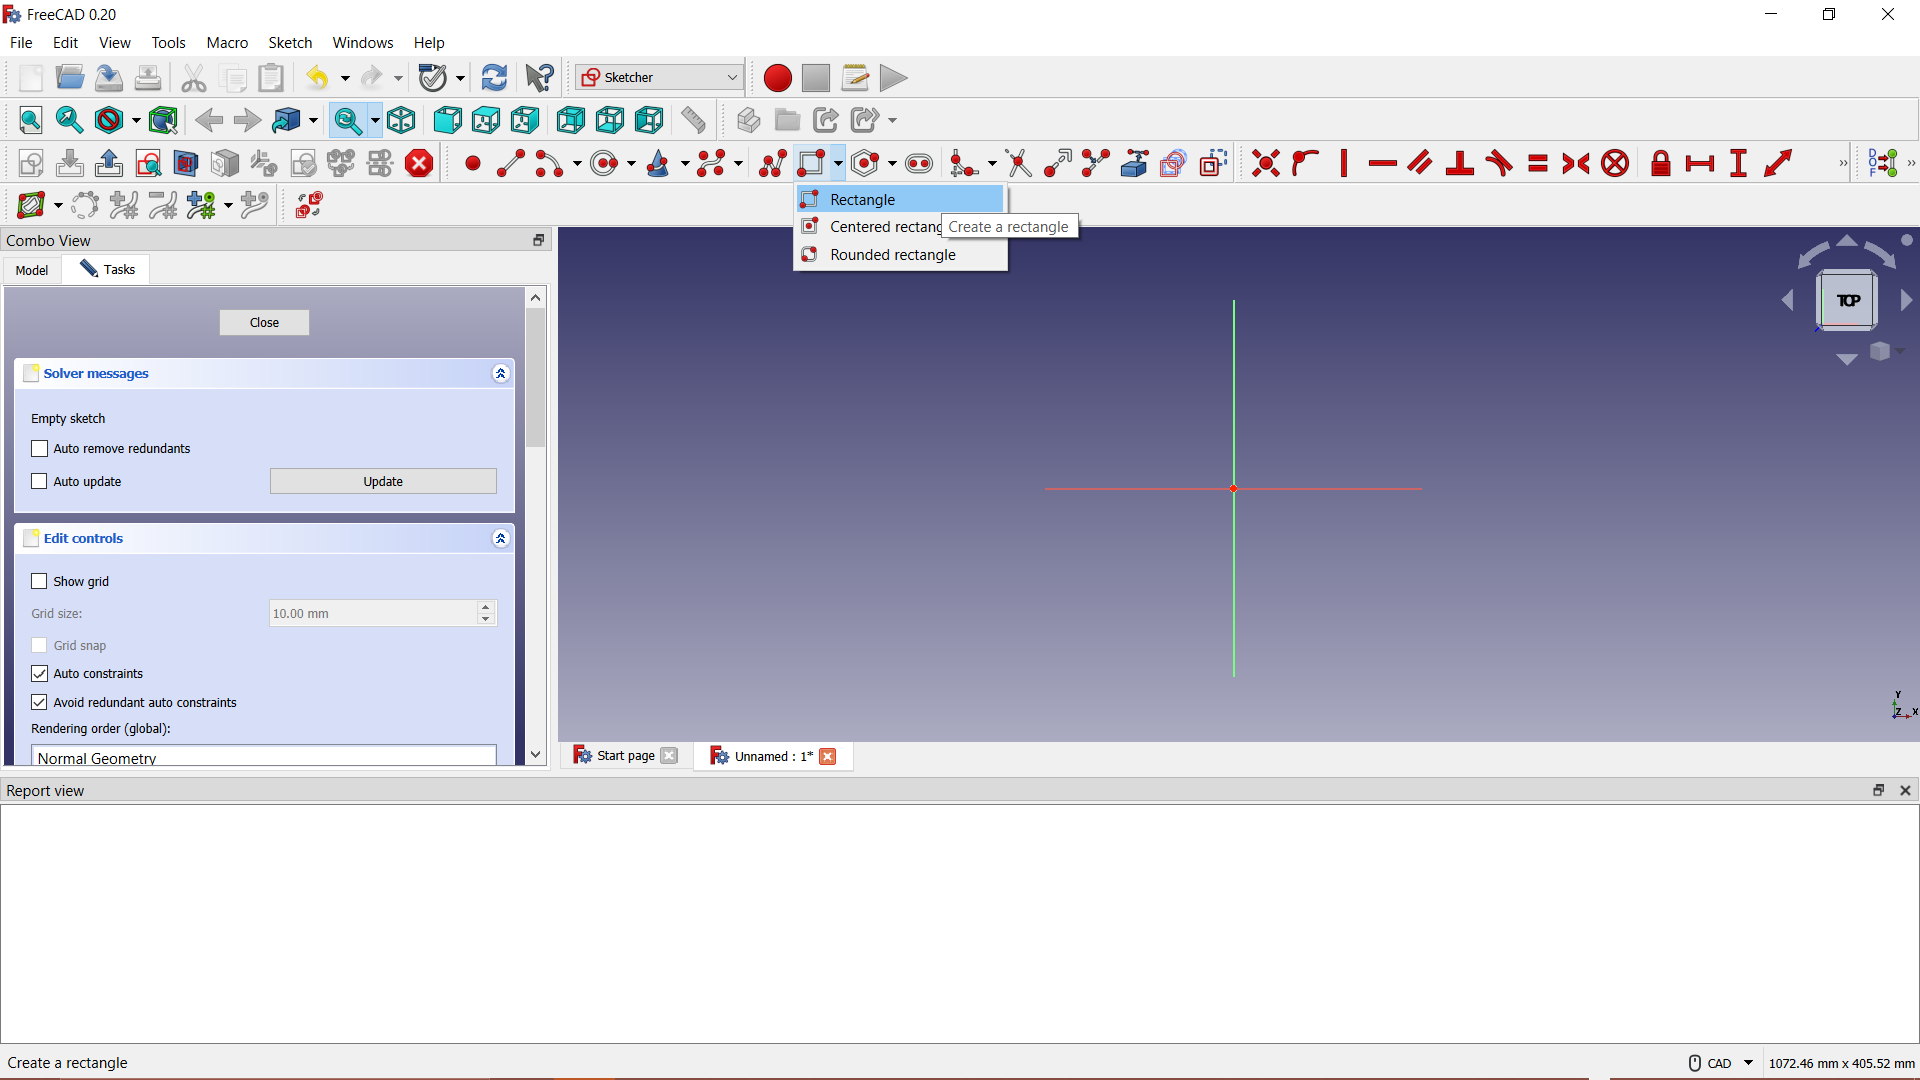 FreeCAD 0.20
File Edit View Tools Macro Sketch Windows Help
Sketcher
Rectangle
Centered rectang
Create a rectangle
Rounded rectangle
Combo View
Model Tasks
Close
Solver messages
Empty sketch
Auto remove redundants
Auto update Update
Edit controls
Show grid
Grid size: 10.00 mm
Grid snap
Auto constraints
Avoid redundant auto constraints
Rendering order (global):
Normal Geometry
TOP
Y
Z X
Start page Unnamed : 1*
Report view
Create a rectangle CAD 1072.46 mm x 405.52 mm